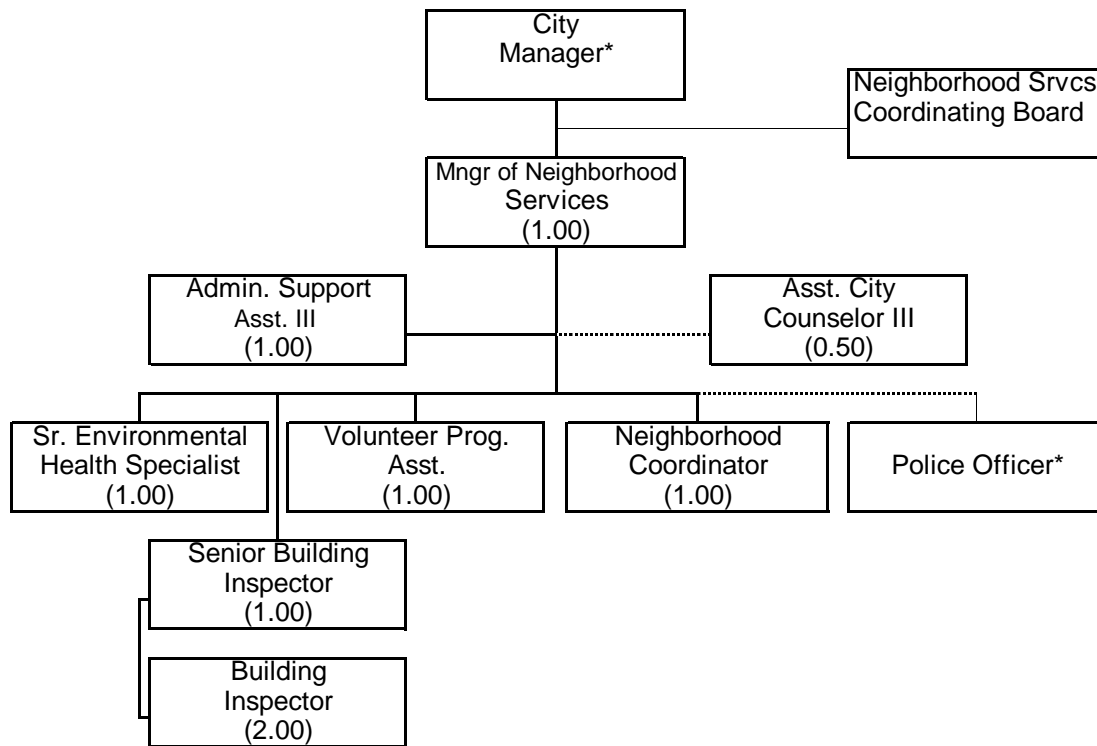 City
Manager*
Neighborhood Srvcs
Coordinating Board
Mngr of Neighborhood
Services
(1.00)
Admin. Support
Asst. III
(1.00)
Asst. City
Counselor III
(0.50)
Sr. Environmental
Health Specialist
(1.00)
Volunteer Prog.
Asst.
(1.00)
Neighborhood
Coordinator
(1.00)
Police Officer*
Senior Building
Inspector
(1.00)
Building
Inspector
(2.00)